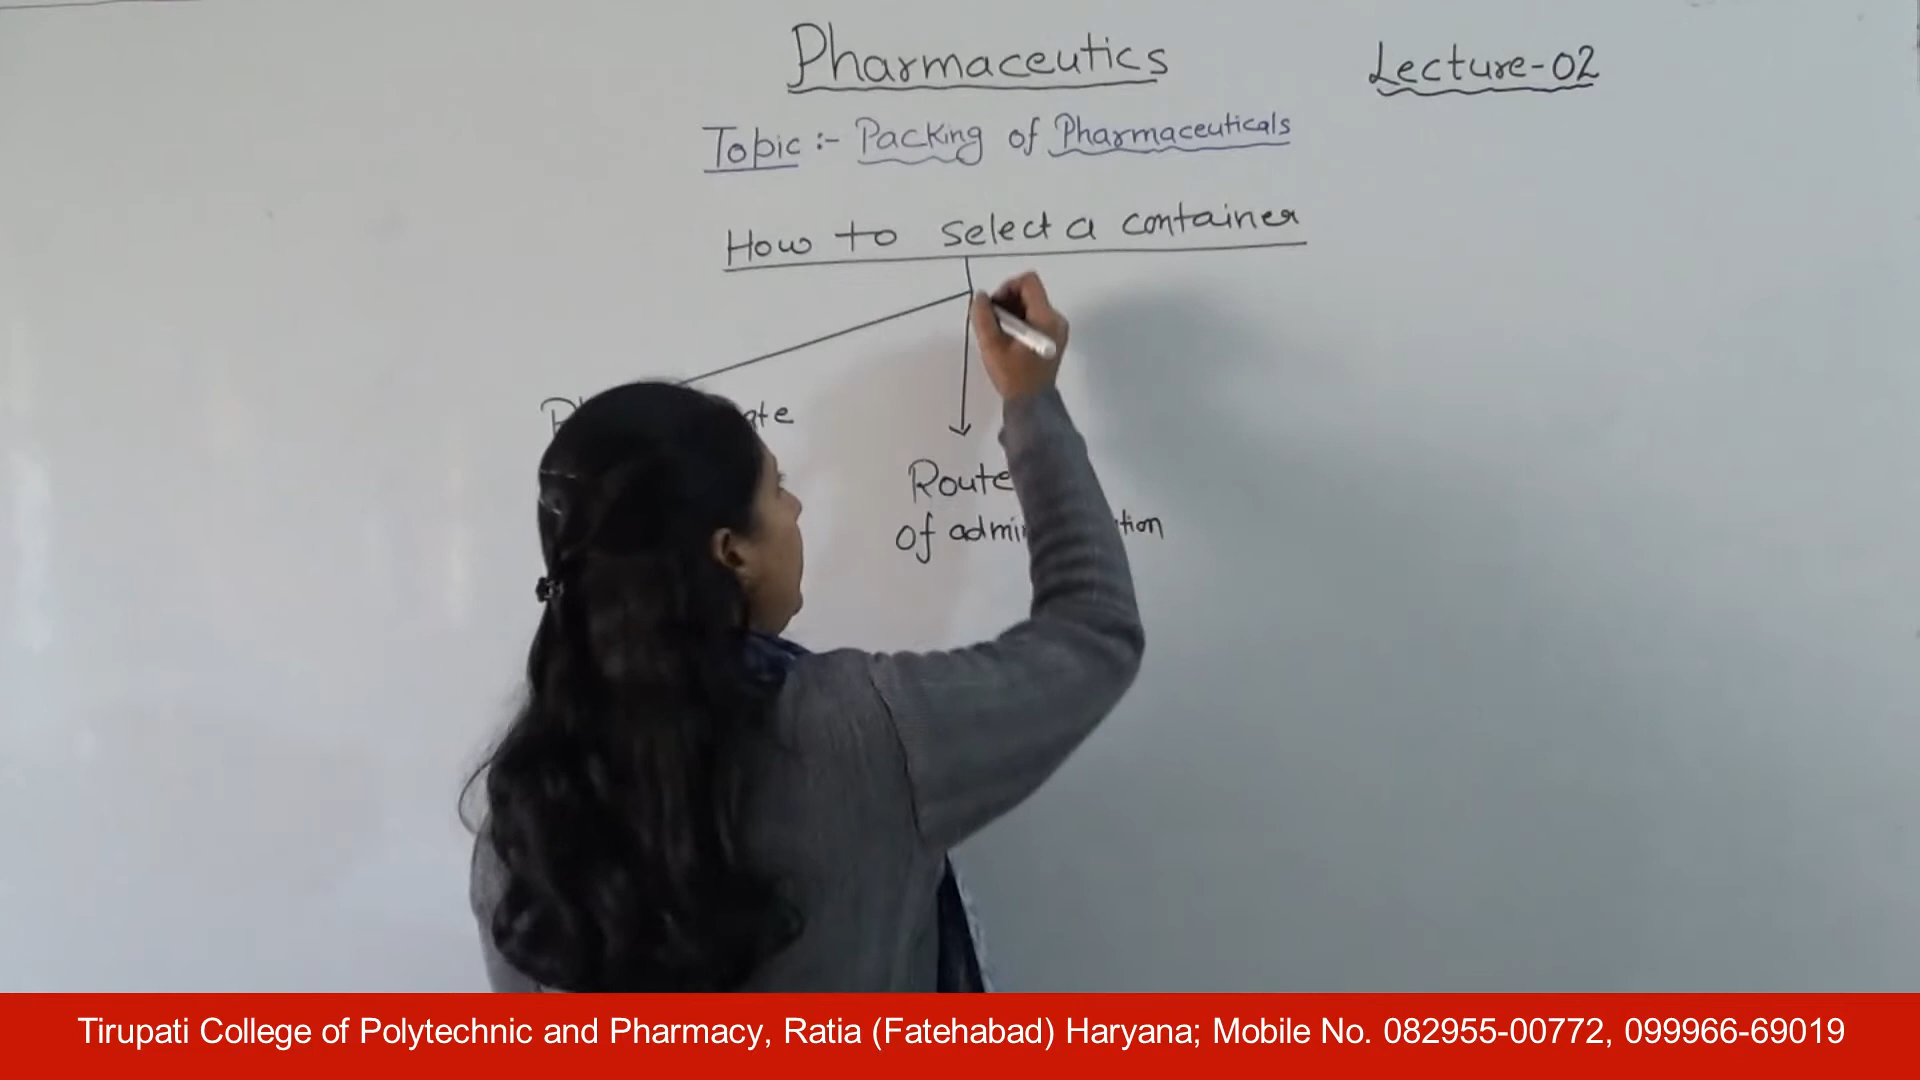 Pharmaceutics
Lecture-02
Topic :- Packing of Pharmaceuticals
How to select a container
Route
of
Tirupati College of Polytechnic and Pharmacy, Ratia (Fatehabad) Haryana; Mobile No. 082955-00772, 099966-69019